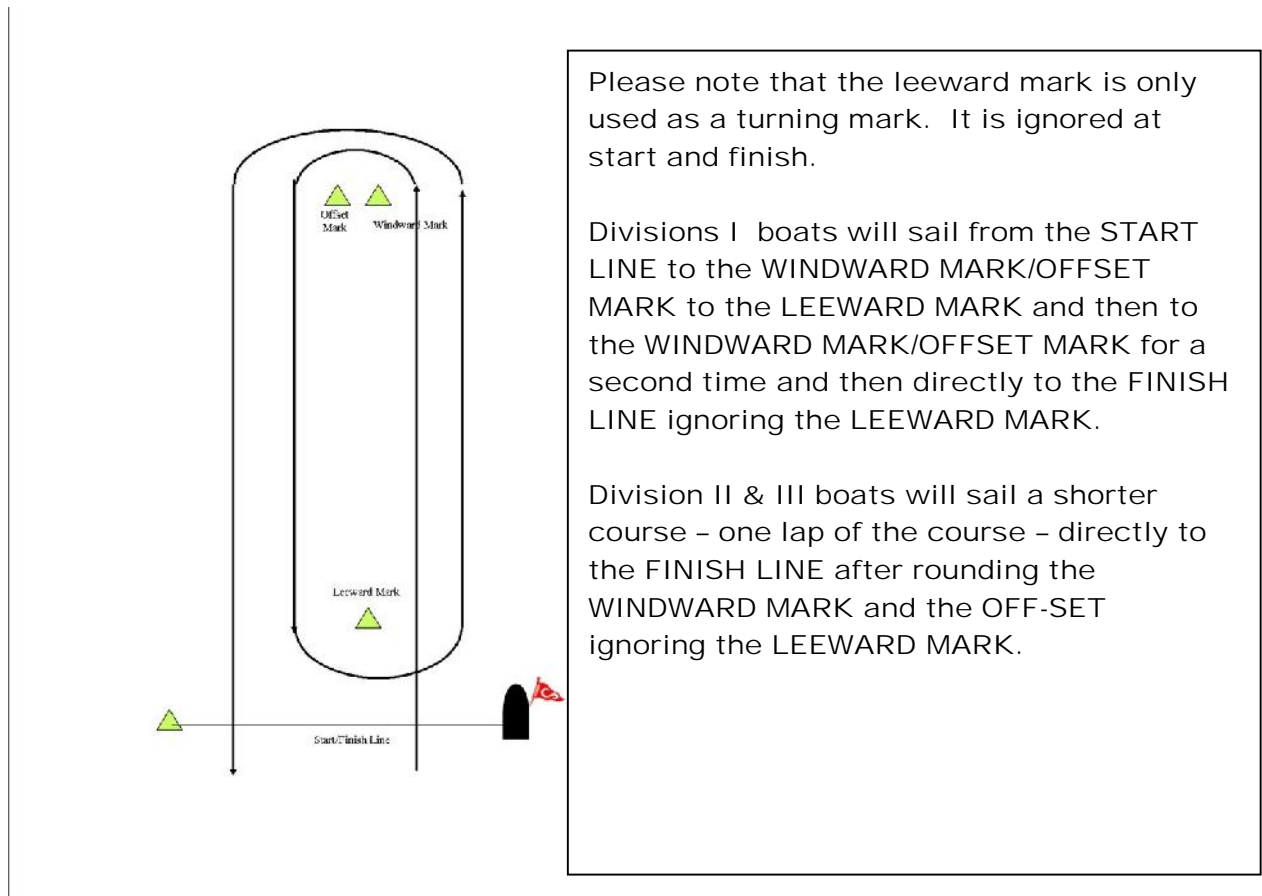 Offset
Mark
Windward Mark
Leeward Mark
Start/Finish Line
Please note that the leeward mark is only
used as a turning mark.  It is ignored at
start and finish.
Divisions I  boats will sail from the START
LINE to the WINDWARD MARK/OFFSET
MARK to the LEEWARD MARK and then to
the WINDWARD MARK/OFFSET MARK for a
second time and then directly to the FINISH
LINE ignoring the LEEWARD MARK.
Division II & III boats will sail a shorter
course – one lap of the course – directly to
the FINISH LINE after rounding the
WINDWARD MARK and the OFF-SET
ignoring the LEEWARD MARK.